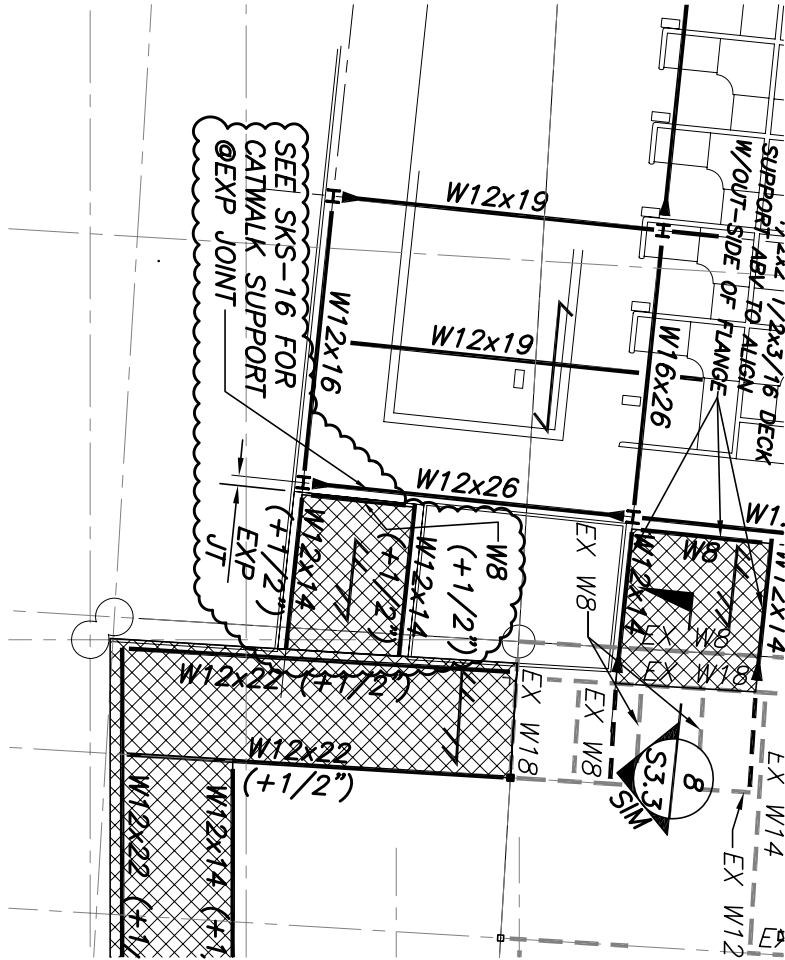 1/2x3/16 DECK
SUPPORT ABV TO ALIGN
W/OUT-SIDE OF FLANGE
W12x19
SEE SKS-16 FOR
CATWALK SUPPORT
@EXP JOINT
W12x16
W12x19
W16x26
W12x26
EXP
JT
W12x14
(+1/2")
W12x14
(+1/2")
W8
(+1/2")
EX W8
W12x14
W8
W12x14
EX W8
EX W18
W12x22 (+1/2")
EX W18
EX W8
W12x22
(+1/2")
8
S3.3
SIM
EX W14
EX W12
W12x22
W12x14